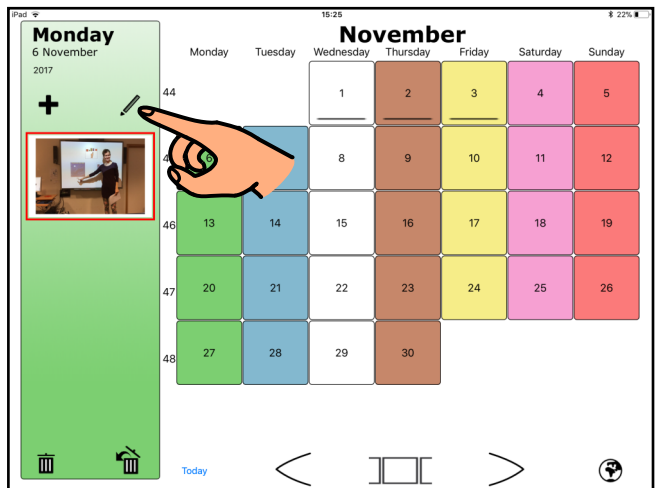 iPad 15:25 22%
Monday
6 November
2017
November
Monday Tuesday Wednesday Thursday Friday Saturday Sunday
44 1 2 3 4 5
6 8 9 10 11 12
46 13 14 15 16 17 18 19
47 20 21 22 23 24 25 26
48 27 28 29 30
Today